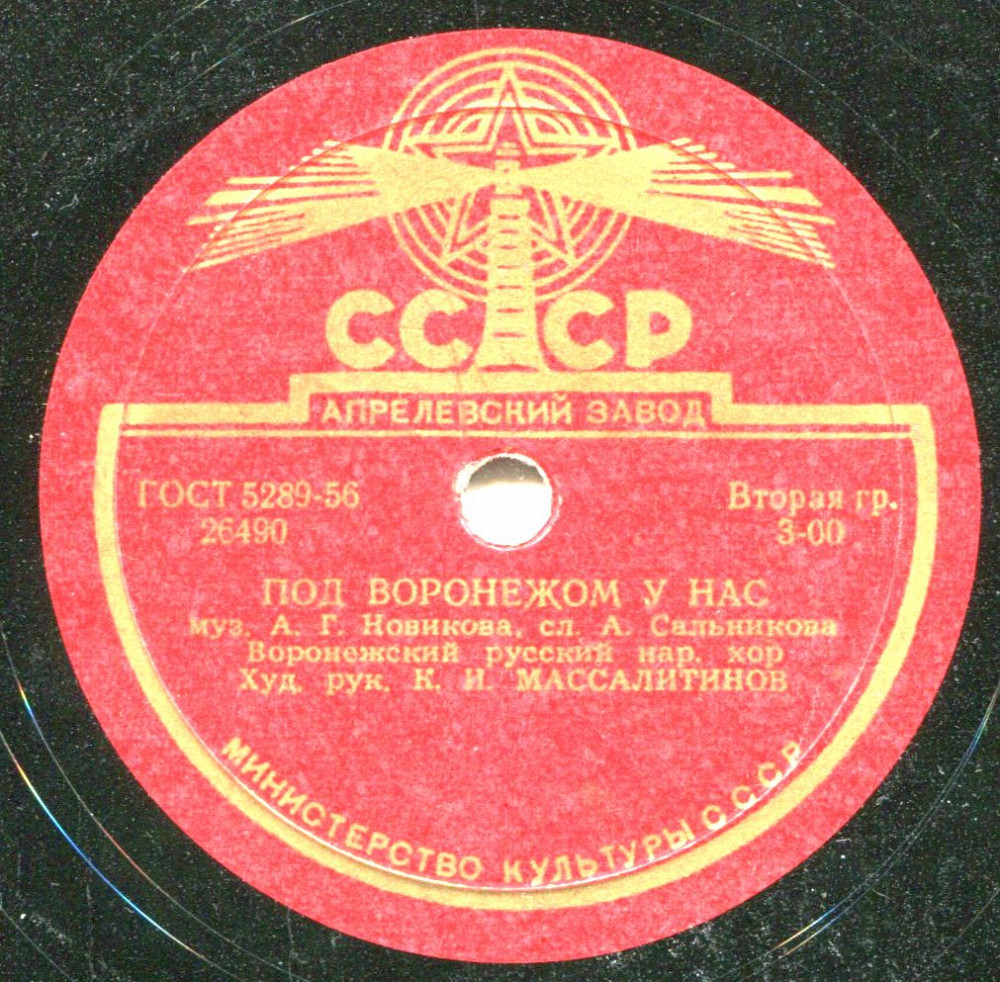 СССР
АПРЕЛЕВСКИЙ ЗАВОД
ГОСТ 5289-56
26490
Вторая гр.
3-00
ПОД ВОРОНЕЖОМ У НАС
муз. А. Г. Новикова, сл. А. Сальникова
Воронежский русский нар. хор
Худ. рук. К. И. МАССАЛИТИНОВ
МИНИСТЕРСТВО КУЛЬТУРЫ СССР